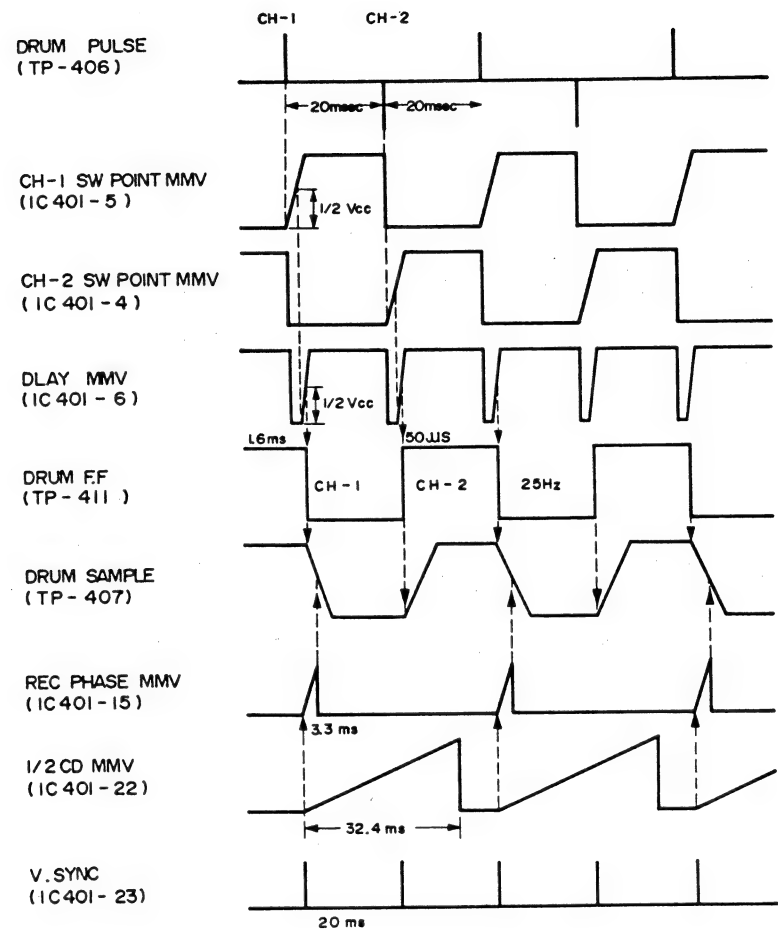 CH-1 CH-2
DRUM PULSE
(TP-406)
20msec 20msec
CH-1 SW POINT MMV
(IC401-5)
1/2 Vcc
CH-2 SW POINT MMV
(IC401-4)
DLAY MMV
(IC401-6)
1/2 Vcc
1.6ms 50µS
DRUM F.F
(TP-411)
CH-1 CH-2 25Hz
DRUM SAMPLE
(TP-407)
REC PHASE MMV
(IC401-15)
3.3 ms
1/2 CD MMV
(IC401-22)
32.4 ms
V.SYNC
(IC401-23)
20 ms